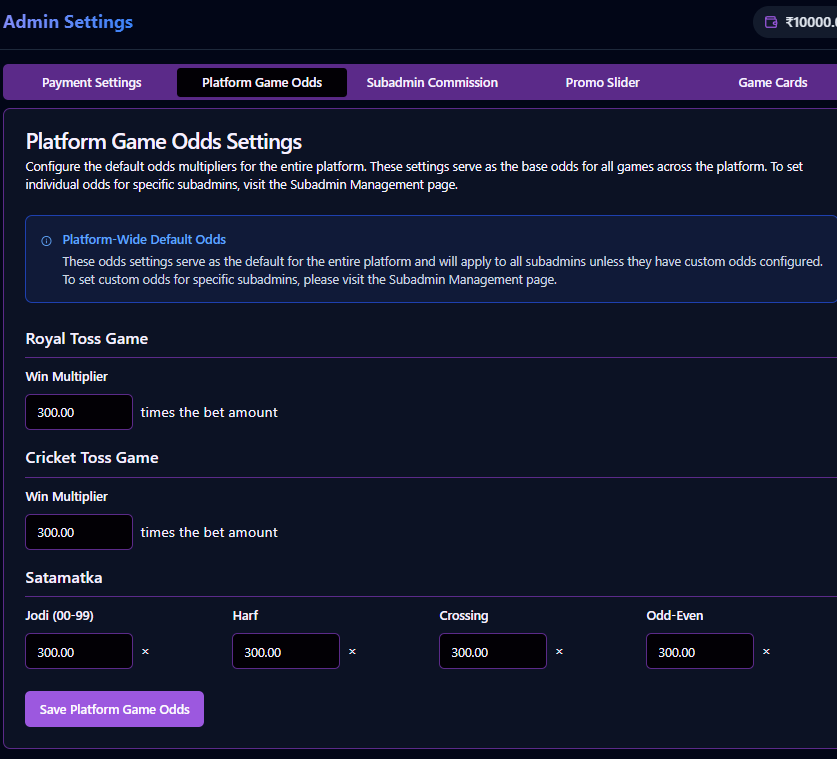 Admin Settings
₹10000.0
Payment Settings
Platform Game Odds
Subadmin Commission
Promo Slider
Game Cards
Platform Game Odds Settings
Configure the default odds multipliers for the entire platform. These settings serve as the base odds for all games across the platform. To set
individual odds for specific subadmins, visit the Subadmin Management page.
Platform-Wide Default Odds
These odds settings serve as the default for the entire platform and will apply to all subadmins unless they have custom odds configured.
To set custom odds for specific subadmins, please visit the Subadmin Management page.
Royal Toss Game
Win Multiplier
300.00 times the bet amount
Cricket Toss Game
Win Multiplier
300.00 times the bet amount
Satamatka
Jodi (00-99) Harf Crossing Odd-Even
300.00 × 300.00 × 300.00 × 300.00 ×
Save Platform Game Odds